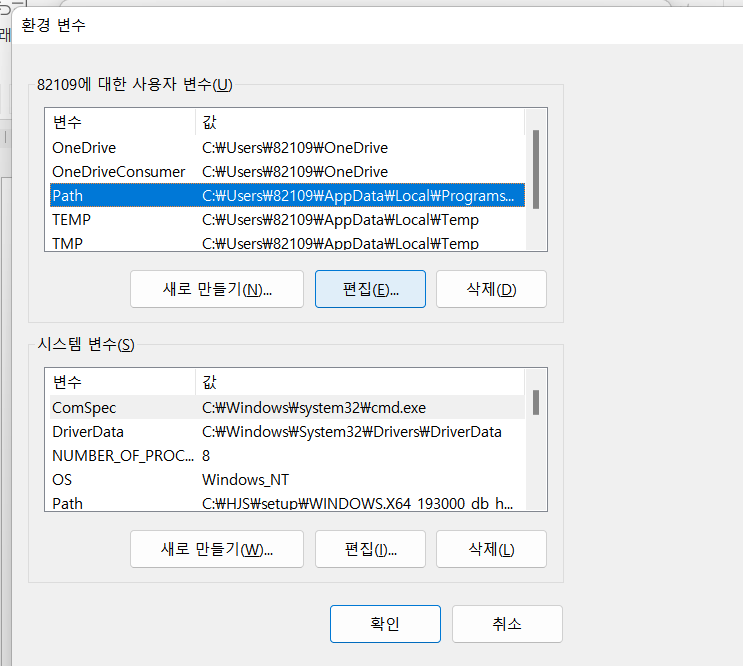 래
환경 변수
82109에 대한 사용자 변수(U)
변수 값
OneDrive C:₩Users₩82109₩OneDrive
OneDriveConsumer C:₩Users₩82109₩OneDrive
Path C:₩Users₩82109₩AppData₩Local₩Programs...
TEMP C:₩Users₩82109₩AppData₩Local₩Temp
TMP C:₩Users₩82109₩AppData₩Local₩Temp
새로 만들기(N)... 편집(E)... 삭제(D)
시스템 변수(S)
변수 값
ComSpec C:₩Windows₩system32₩cmd.exe
DriverData C:₩Windows₩System32₩Drivers₩DriverData
NUMBER_OF_PROC... 8
OS Windows_NT
Path C:₩HJS₩setup₩WINDOWS.X64_193000_db_h...
새로 만들기(W)... 편집(I)... 삭제(L)
확인 취소